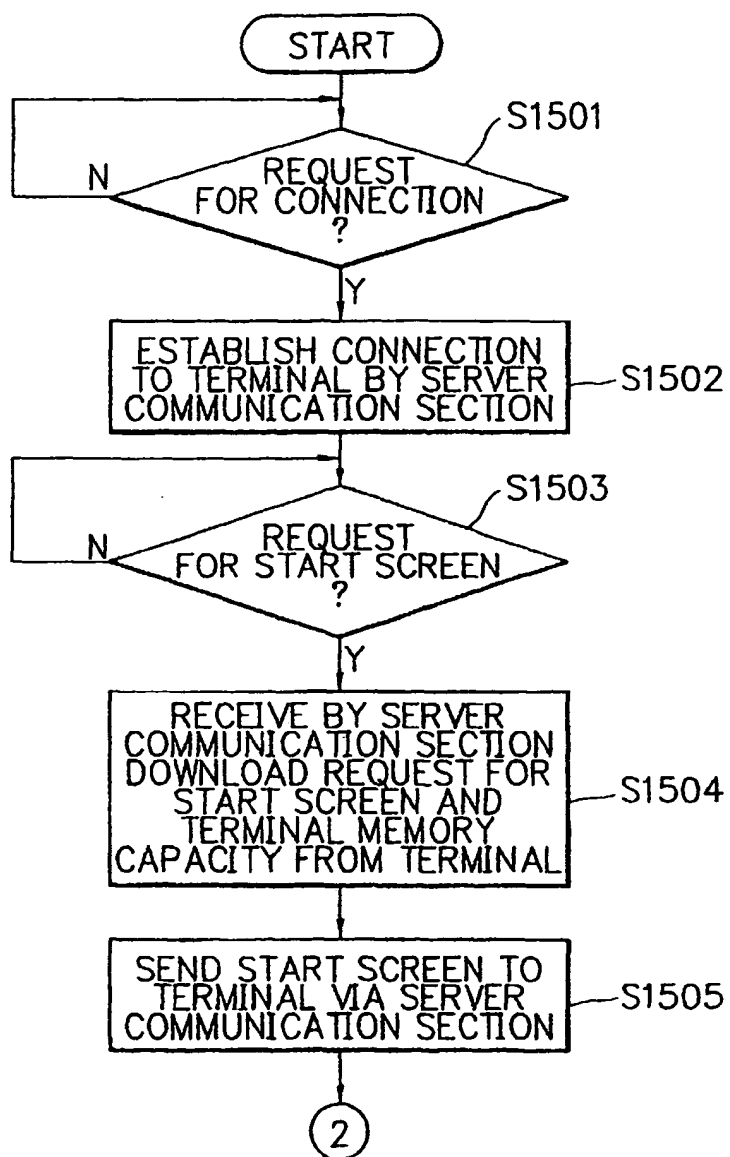 START
S1501
REQUEST
FOR CONNECTION
?
N
Y
ESTABLISH CONNECTION
TO TERMINAL BY SERVER
COMMUNICATION SECTION
S1502
S1503
REQUEST
FOR START SCREEN
?
N
Y
RECEIVE BY SERVER
COMMUNICATION SECTION
DOWNLOAD REQUEST FOR
START SCREEN AND
TERMINAL MEMORY
CAPACITY FROM TERMINAL
S1504
SEND START SCREEN TO
TERMINAL VIA SERVER
COMMUNICATION SECTION
S1505
2